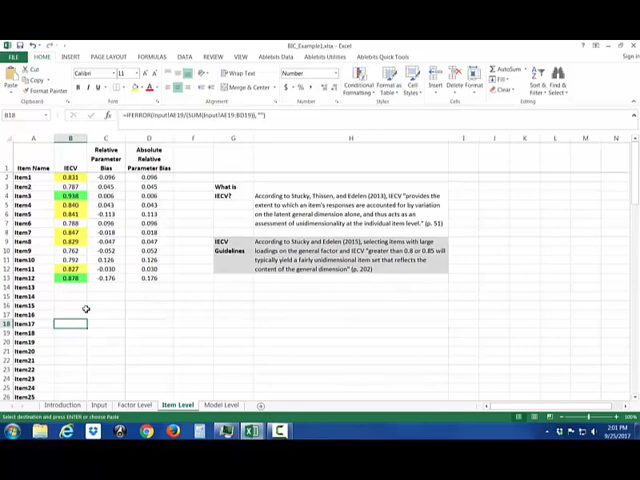 BIC_Example1.xlsx - Excel
FILE HOME INSERT PAGE LAYOUT FORMULAS DATA REVIEW VIEW Ablebits Data Ablebits Utilities Ablebits Quick Tools
Cut
Copy
Format Painter
Paste
Calibri 11
Wrap Text
Merge & Center
Number
Conditional Formatting Format as Table Cell Styles
Insert Delete Format
AutoSum
Fill
Clear
Sort & Filter Find & Select
Clipboard Font Alignment Number Styles Cells Editing
B18 =IFERROR(Input!AE19/(SUM(Input!AE19:BD19)), "")
A B C D E F G H I J K L M N
1 Item Name IECV Relative Parameter Bias Absolute Relative Parameter Bias
2 Item1 0.831 -0.096 0.096
3 Item2 0.787 0.045 0.045
4 Item3 0.938 0.006 0.006
5 Item4 0.840 0.043 0.043
6 Item5 0.841 -0.113 0.113
7 Item6 0.788 0.096 0.096
8 Item7 0.847 -0.018 0.018
9 Item8 0.829 -0.047 0.047
10 Item9 0.762 -0.052 0.052
11 Item10 0.792 0.126 0.126
12 Item11 0.827 -0.030 0.030
13 Item12 0.878 -0.176 0.176
14 Item13
15 Item14
16 Item15
17 Item16
18 Item17
19 Item18
20 Item19
21 Item20
22 Item21
23 Item22
24 Item23
25 Item24
26 Item25
What is
IECV?
According to Stucky, Thissen, and Edelen (2013), IECV "provides the
extent to which an item's responses are accounted for by variation
on the latent general dimension alone, and thus acts as an
assessment of unidimensionality at the individual item level." (p. 51)
IECV
Guidelines
According to Stucky and Edelen (2015), selecting items with large
loadings on the general factor and IECV "greater than 0.8 or 0.85 will
typically yield a fairly unidimensional item set that reflects the
content of the general dimension" (p. 202)
Introduction Input Factor Level Item Level Model Level
Select destination and press ENTER or choose Paste
100%
2:01 PM
9/25/2017